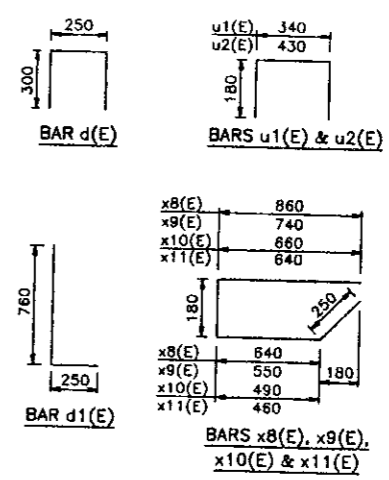 250
300
BAR d(E)
u1(E) 340
u2(E) 430
180
BARS u1(E) & u2(E)
760
250
BAR d1(E)
x8(E) 860
x9(E) 740
x10(E) 660
x11(E) 640
180
250
x8(E) 640
x9(E) 550
x10(E) 490
x11(E) 460
180
BARS x8(E), x9(E),
x10(E) & x11(E)